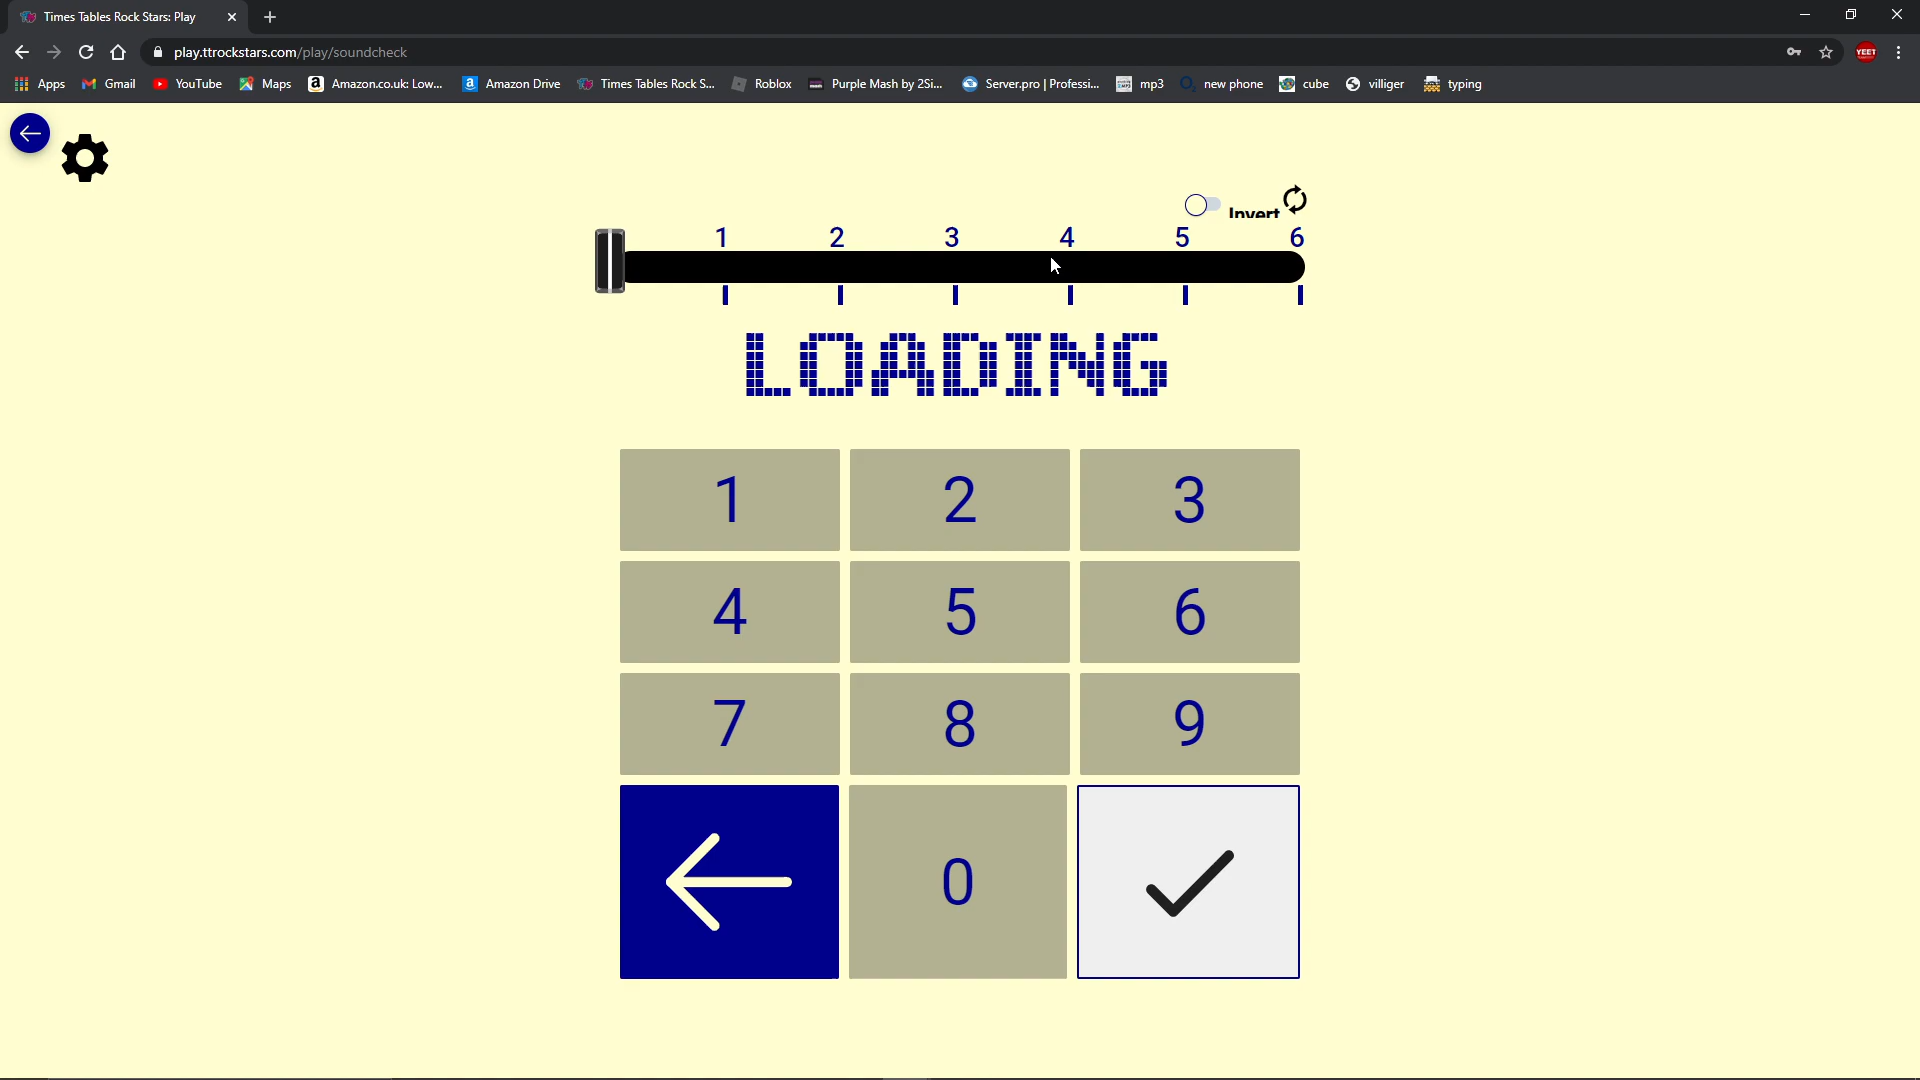 Times Tables Rock Stars: Play
play.ttrockstars.com/play/soundcheck
YEET
Apps Gmail YouTube Maps Amazon.co.uk: Low... Amazon Drive Times Tables Rock S... Roblox Purple Mash by 2Si... Server.pro | Professi... mp3 new phone cube villiger typing
Invert
1 2 3 4 5 6
LOADING
1 2 3
4 5 6
7 8 9
0